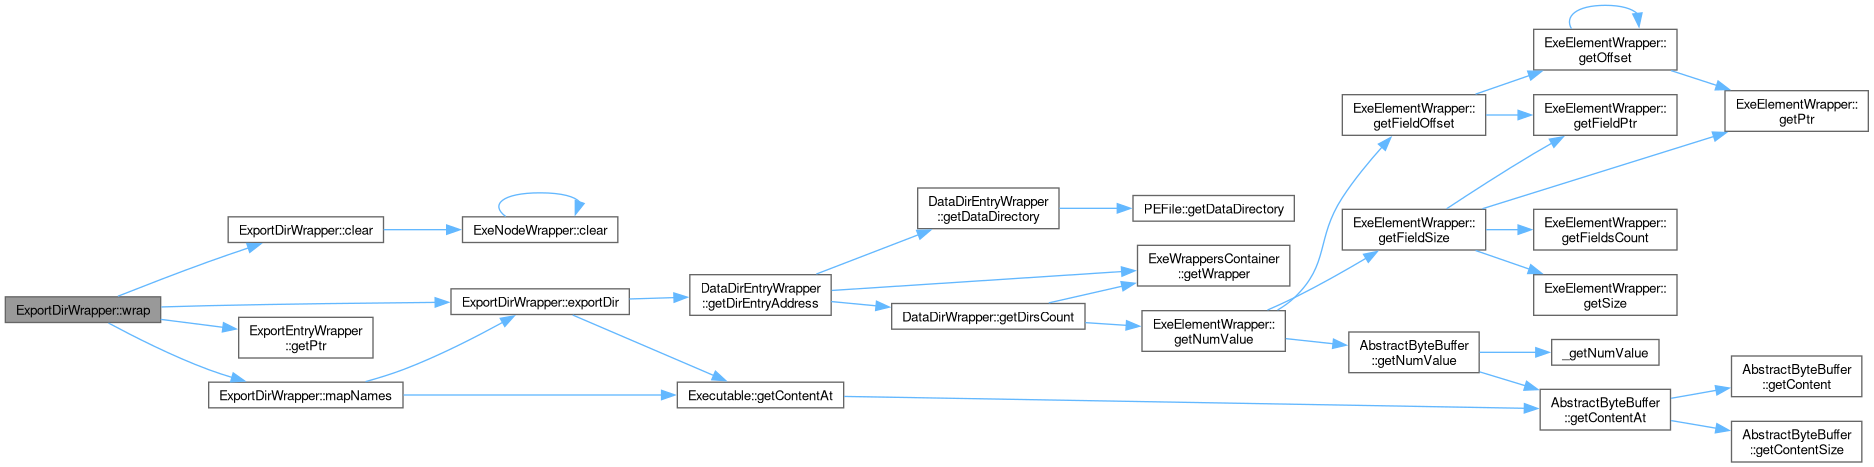 ExportDirWrapper::wrap
ExportDirWrapper::clear
ExeNodeWrapper::clear
ExportDirWrapper::exportDir
ExportEntryWrapper
::getPtr
ExportDirWrapper::mapNames
DataDirEntryWrapper
::getDirEntryAddress
Executable::getContentAt
DataDirEntryWrapper
::getDataDirectory
PEFile::getDataDirectory
ExeWrappersContainer
::getWrapper
DataDirWrapper::getDirsCount
ExeElementWrapper::
getNumValue
ExeElementWrapper::
getFieldOffset
ExeElementWrapper::
getFieldSize
AbstractByteBuffer
::getNumValue
ExeElementWrapper::
getOffset
ExeElementWrapper::
getFieldPtr
ExeElementWrapper::
getFieldsCount
ExeElementWrapper::
getSize
_getNumValue
AbstractByteBuffer
::getContentAt
ExeElementWrapper::
getPtr
AbstractByteBuffer
::getContent
AbstractByteBuffer
::getContentSize